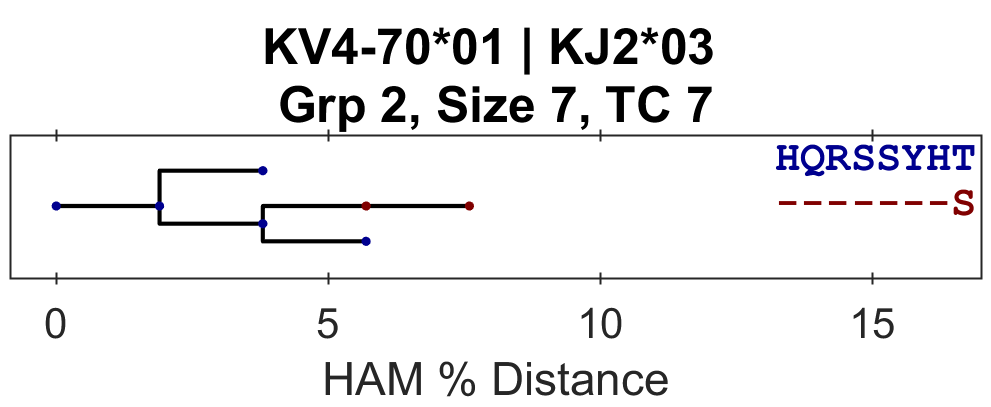 KV4-70*01 | KJ2*03
Grp 2, Size 7, TC 7
HQRSSYHT
-------S
0 5 10 15
HAM % Distance